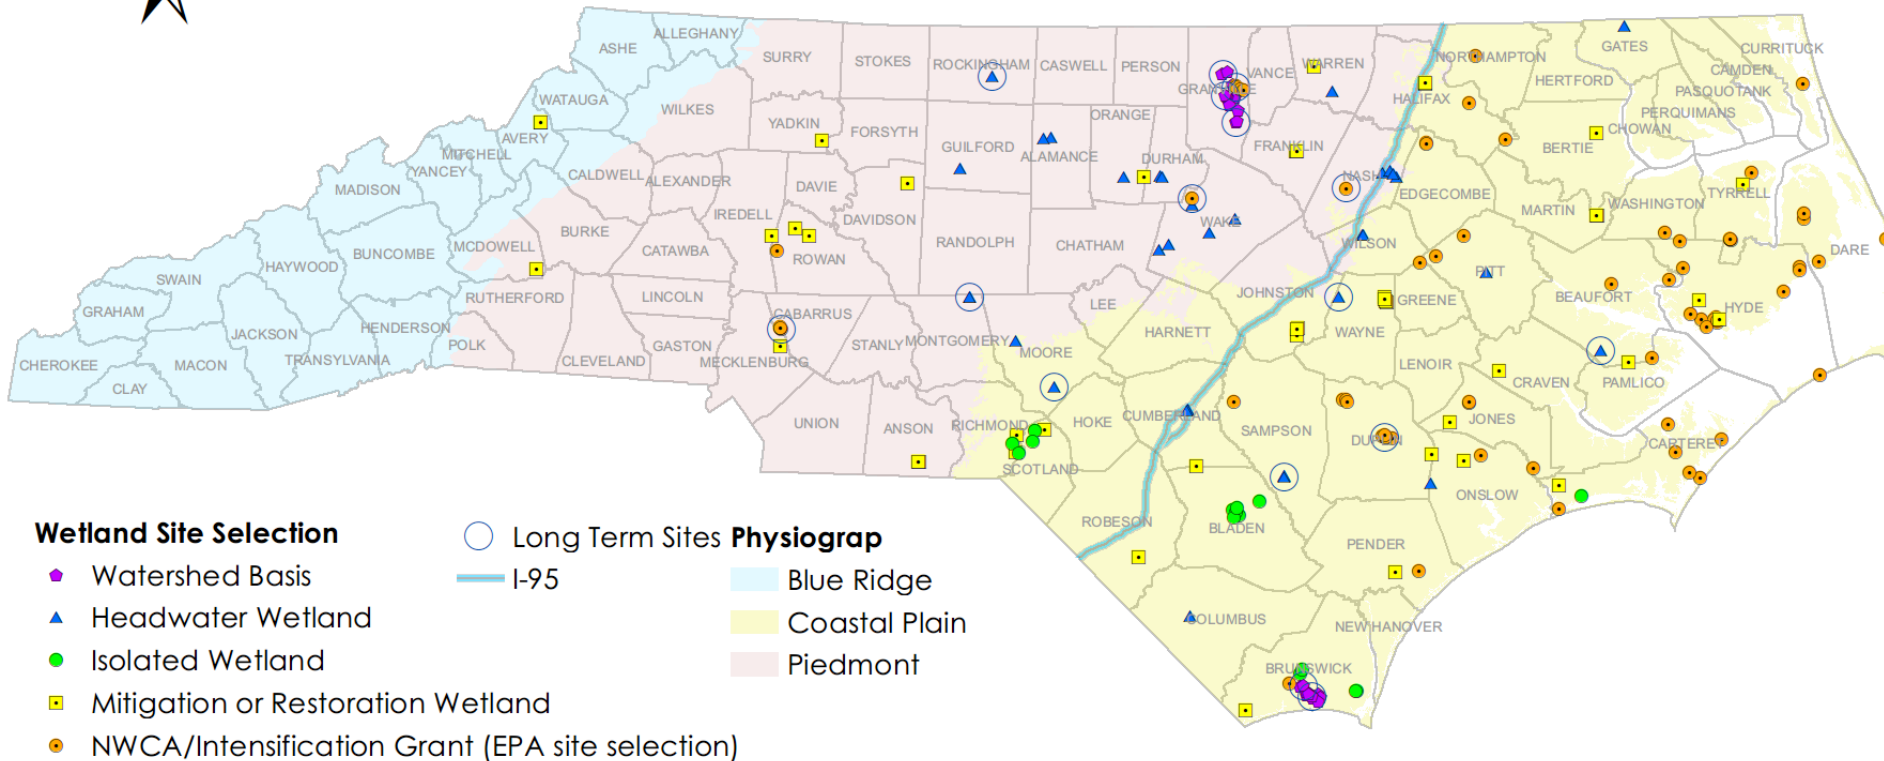 ALLEGHANY
ASHE
SURRY
STOKES
ROCKINGHAM
CASWELL
PERSON
GRANVILLE
VANCE
WARREN
NORTHAMPTON
GATES
CURRITUCK
CAMDEN
PASQUOTANK
PERQUIMANS
CHOWAN
HERTFORD
HALIFAX
WATAUGA
WILKES
YADKIN
FORSYTH
GUILFORD
ALAMANCE
ORANGE
DURHAM
FRANKLIN
NASH
EDGECOMBE
BERTIE
AVERY
MITCHELL
YANCEY
MADISON
CALDWELL
ALEXANDER
DAVIE
IREDELL
DAVIDSON
RANDOLPH
CHATHAM
WAKE
WILSON
MARTIN
WASHINGTON
TYRRELL
DARE
BURKE
MCDOWELL
BUNCOMBE
CATAWBA
ROWAN
HAYWOOD
SWAIN
GRAHAM
JACKSON
HENDERSON
RUTHERFORD
LINCOLN
CABARRUS
LEE
JOHNSTON
GREENE
PITT
BEAUFORT
HYDE
CHEROKEE
MACON
CLAY
TRANSYLVANIA
POLK
CLEVELAND
GASTON
MECKLENBURG
STANLY
MONTGOMERY
MOORE
HARNETT
WAYNE
LENOIR
CRAVEN
PAMLICO
UNION
ANSON
RICHMOND
HOKE
CUMBERLAND
SAMPSON
DUPLIN
JONES
CARTERET
SCOTLAND
ROBESON
BLADEN
ONSLOW
PENDER
COLUMBUS
NEW HANOVER
BRUNSWICK
Wetland Site Selection
Watershed Basis
Headwater Wetland
Isolated Wetland
Mitigation or Restoration Wetland
NWCA/Intensification Grant (EPA site selection)
Long Term Sites
I-95
Physiograp
Blue Ridge
Coastal Plain
Piedmont